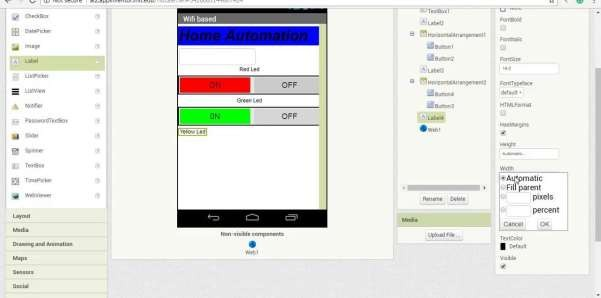 CheckBox
DatePicker
Image
Label
ListPicker
ListView
Notifier
PasswordTextBox
Slider
Spinner
TextBox
TimePicker
WebViewer
Layout
Media
Drawing and Animation
Maps
Sensors
Social
Wifi based
Home Automation
Red Led
ON OFF
Green Led
ON OFF
Yellow Led
Non-visible components
Web1
TextBox1
Label2
HorizontalArrangement1
Button1
Button2
Label3
HorizontalArrangement2
Button4
Button3
Label4
Web1
Rename Delete
Media
Upload File ...
FontBold
FontItalic
FontSize
14.0
FontTypeface
default
HTMLFormat
HasMargins
Height
Automatic...
Width
Automatic
Fill parent
pixels
percent
Cancel OK
TextColor
Default
Visible